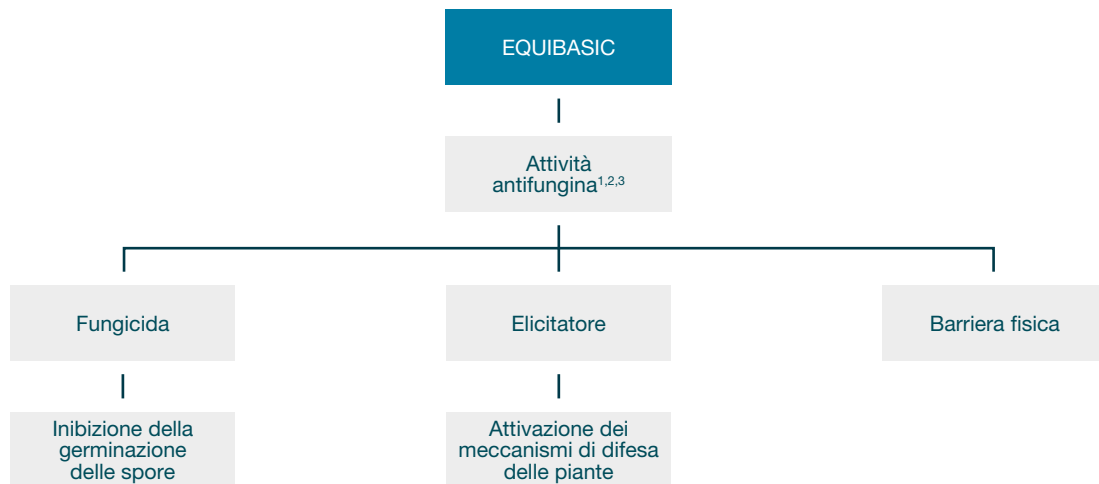 EQUIBASIC
Attività
antifungina1,2,3
Fungicida
Elicitatore
Barriera fisica
Inibizione della
germinazione
delle spore
Attivazione dei
meccanismi di difesa
delle piante